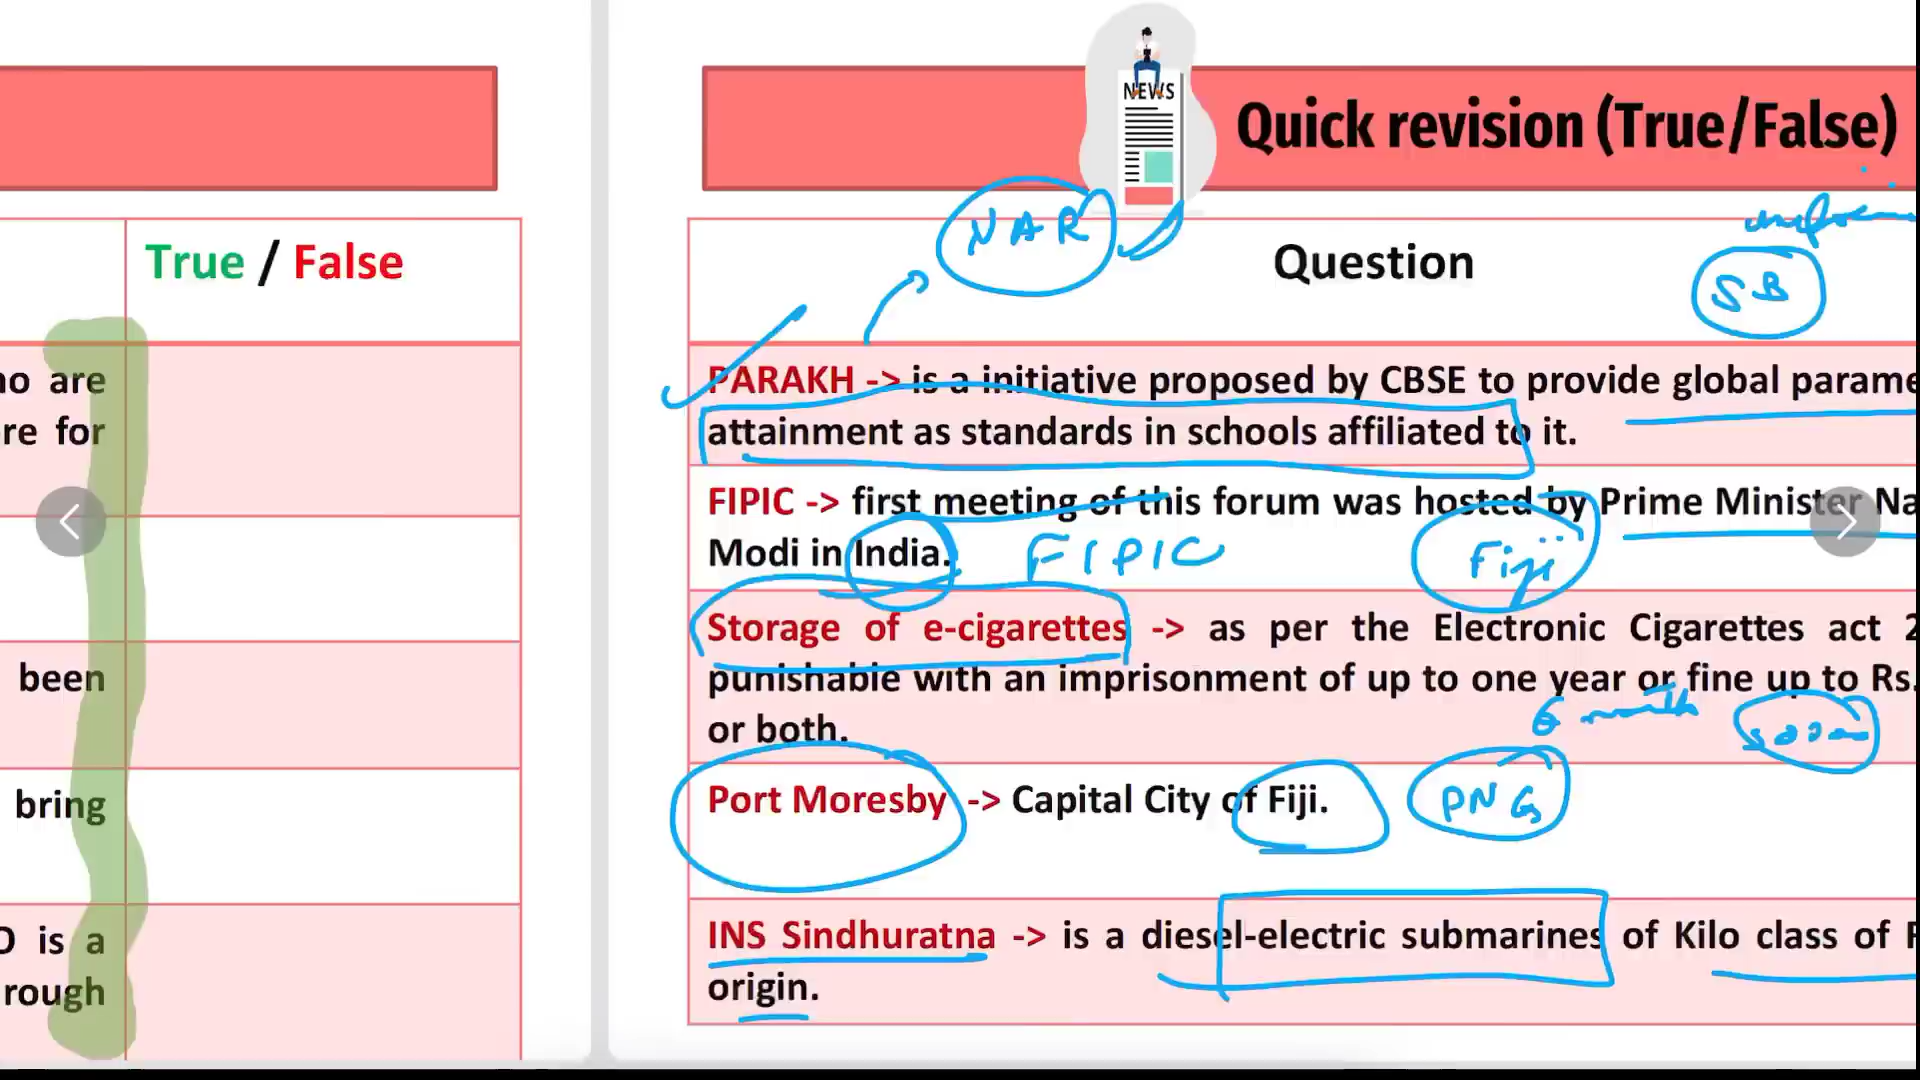 True / False
no are
re for
been
bring
D is a
rough
NEWS
Quick revision (True/False)
NAR
Question
SB
PARAKH -> is a initiative proposed by CBSE to provide global parame
attainment as standards in schools affiliated to it.
FIPIC -> first meeting of this forum was hosted by Prime Minister Na
Modi in India. FIPIC Fiji
Storage of e-cigarettes -> as per the Electronic Cigarettes act 2
punishable with an imprisonment of up to one year or fine up to Rs.
or both. 6 month
Port Moresby -> Capital City of Fiji. PNG
INS Sindhuratna -> is a diesel-electric submarines of Kilo class of R
origin.